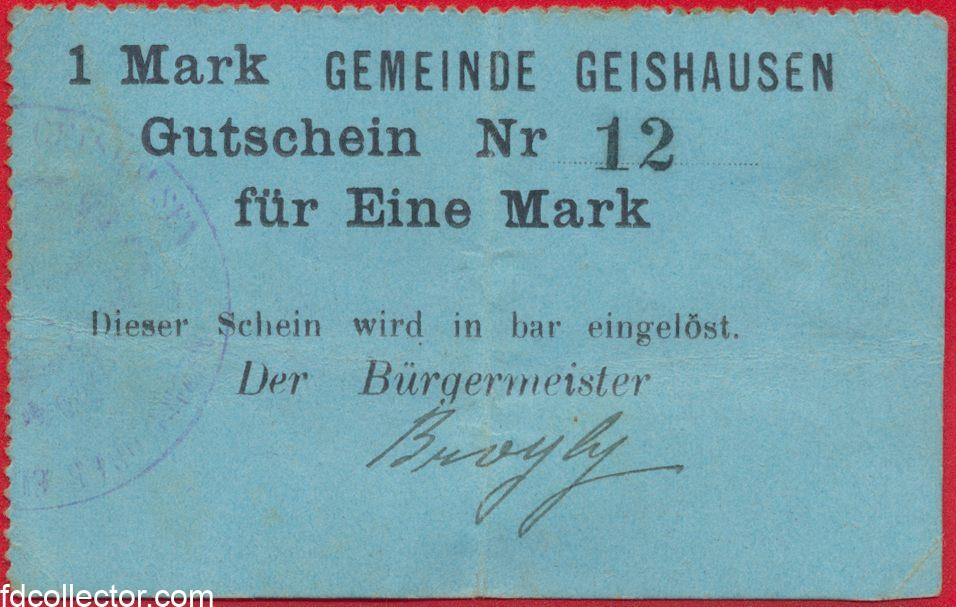 1 Mark GEMEINDE GEISHAUSEN
Gutschein Nr 12
für Eine Mark
Dieser Schein wird in bar eingelöst.
Der Bürgermeister
fdcollector.com